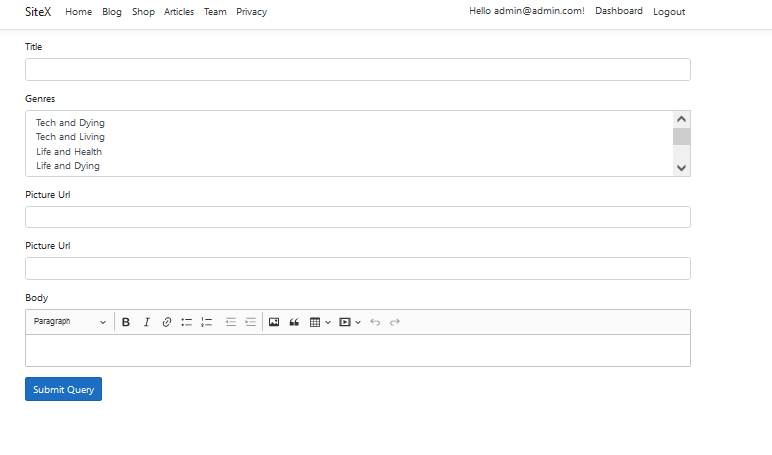 SiteX Home Blog Shop Articles Team Privacy Hello admin@admin.com! Dashboard Logout
Title
Genres
Tech and Dying
Tech and Living
Life and Health
Life and Dying
Picture Url
Picture Url
Body
Paragraph B I
Submit Query